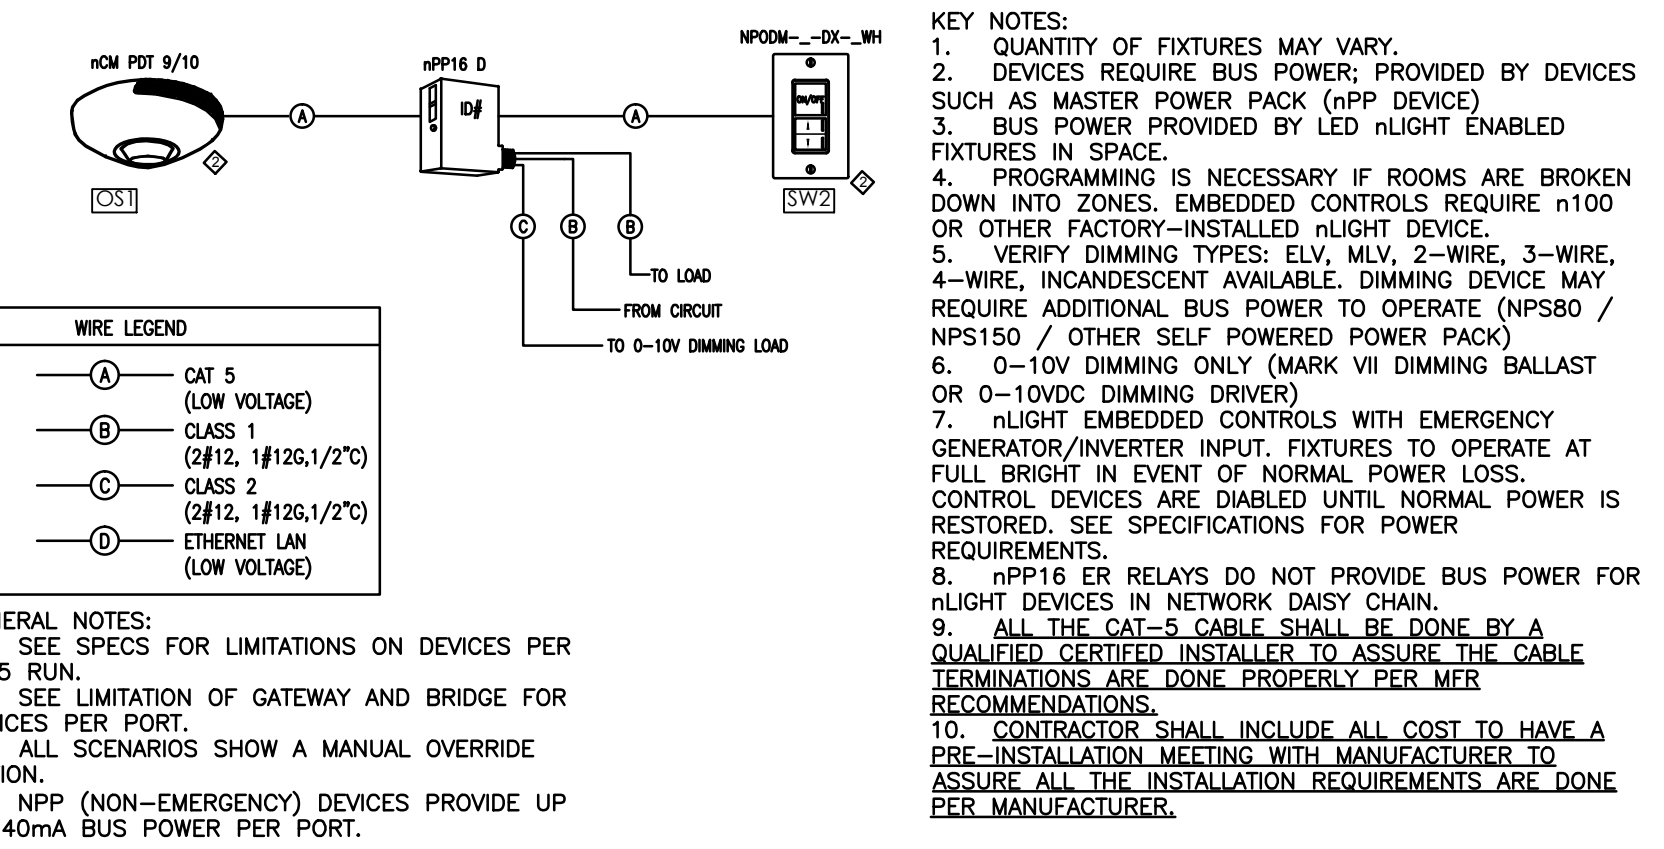 nCM PDT 9/10
nPP16 D
NPODM-_-DX-_WH
ID#
ON/OFF
A
A
2
2
OS1
SW2
C
B
B
TO LOAD
FROM CIRCUIT
TO 0-10V DIMMING LOAD
WIRE LEGEND
A CAT 5
(LOW VOLTAGE)
B CLASS 1
(2#12, 1#12G,1/2"C)
C CLASS 2
(2#12, 1#12G,1/2"C)
D ETHERNET LAN
(LOW VOLTAGE)
NERAL NOTES:
SEE SPECS FOR LIMITATIONS ON DEVICES PER
5 RUN.
SEE LIMITATION OF GATEWAY AND BRIDGE FOR
ICES PER PORT.
ALL SCENARIOS SHOW A MANUAL OVERRIDE
ION.
NPP (NON-EMERGENCY) DEVICES PROVIDE UP
40mA BUS POWER PER PORT.
KEY NOTES:
1. QUANTITY OF FIXTURES MAY VARY.
2. DEVICES REQUIRE BUS POWER; PROVIDED BY DEVICES
SUCH AS MASTER POWER PACK (nPP DEVICE)
3. BUS POWER PROVIDED BY LED nLIGHT ENABLED
FIXTURES IN SPACE.
4. PROGRAMMING IS NECESSARY IF ROOMS ARE BROKEN
DOWN INTO ZONES. EMBEDDED CONTROLS REQUIRE n100
OR OTHER FACTORY-INSTALLED nLIGHT DEVICE.
5. VERIFY DIMMING TYPES: ELV, MLV, 2-WIRE, 3-WIRE,
4-WIRE, INCANDESCENT AVAILABLE. DIMMING DEVICE MAY
REQUIRE ADDITIONAL BUS POWER TO OPERATE (NPS80 /
NPS150 / OTHER SELF POWERED POWER PACK)
6. 0-10V DIMMING ONLY (MARK VII DIMMING BALLAST
OR 0-10VDC DIMMING DRIVER)
7. nLIGHT EMBEDDED CONTROLS WITH EMERGENCY
GENERATOR/INVERTER INPUT. FIXTURES TO OPERATE AT
FULL BRIGHT IN EVENT OF NORMAL POWER LOSS.
CONTROL DEVICES ARE DIABLED UNTIL NORMAL POWER IS
RESTORED. SEE SPECIFICATIONS FOR POWER
REQUIREMENTS.
8. nPP16 ER RELAYS DO NOT PROVIDE BUS POWER FOR
nLIGHT DEVICES IN NETWORK DAISY CHAIN.
9. ALL THE CAT-5 CABLE SHALL BE DONE BY A
QUALIFIED CERTIFED INSTALLER TO ASSURE THE CABLE
TERMINATIONS ARE DONE PROPERLY PER MFR
RECOMMENDATIONS.
10. CONTRACTOR SHALL INCLUDE ALL COST TO HAVE A
PRE-INSTALLATION MEETING WITH MANUFACTURER TO
ASSURE ALL THE INSTALLATION REQUIREMENTS ARE DONE
PER MANUFACTURER.